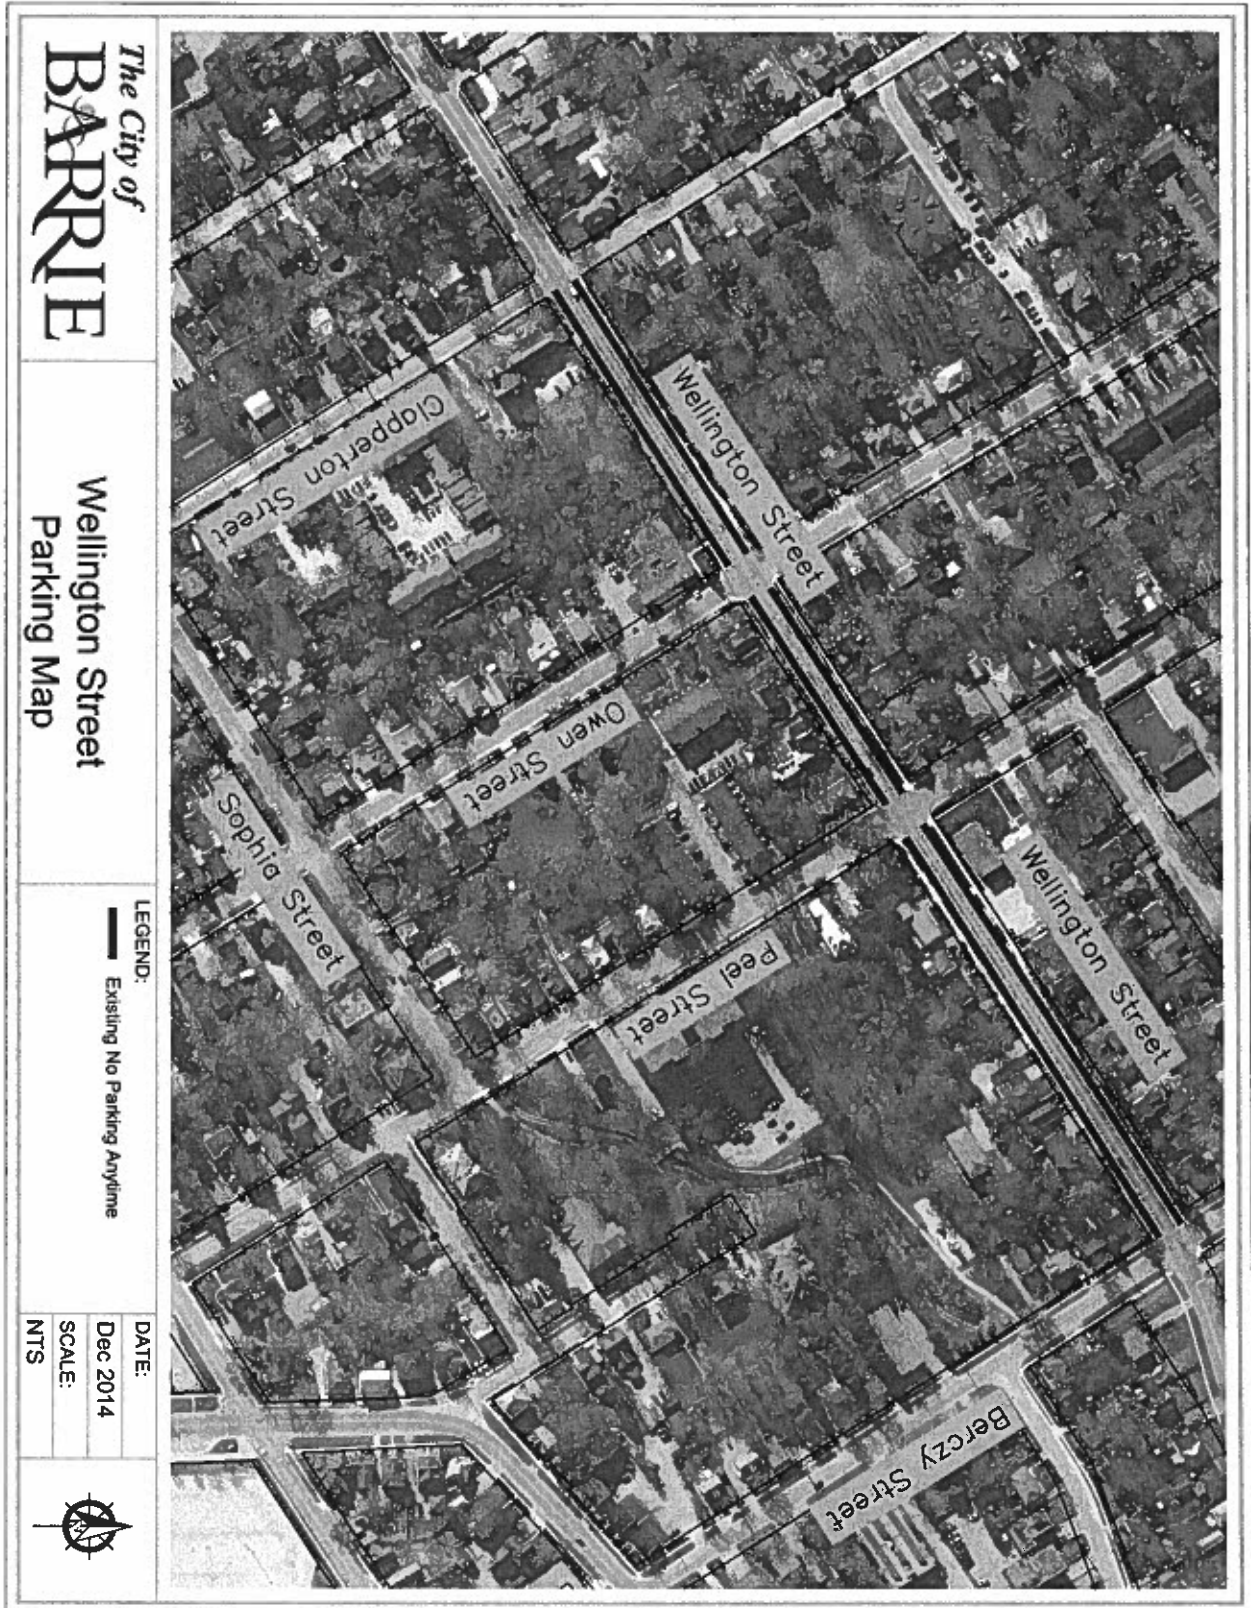 Wellington Street
Wellington Street
Clapperton Street
Owen Street
Peel Street
Sophia Street
Berczy Street
The City of
BARRIE
Wellington Street
Parking Map
LEGEND:
Existing No Parking Anytime
DATE:
Dec 2014
SCALE:
NTS